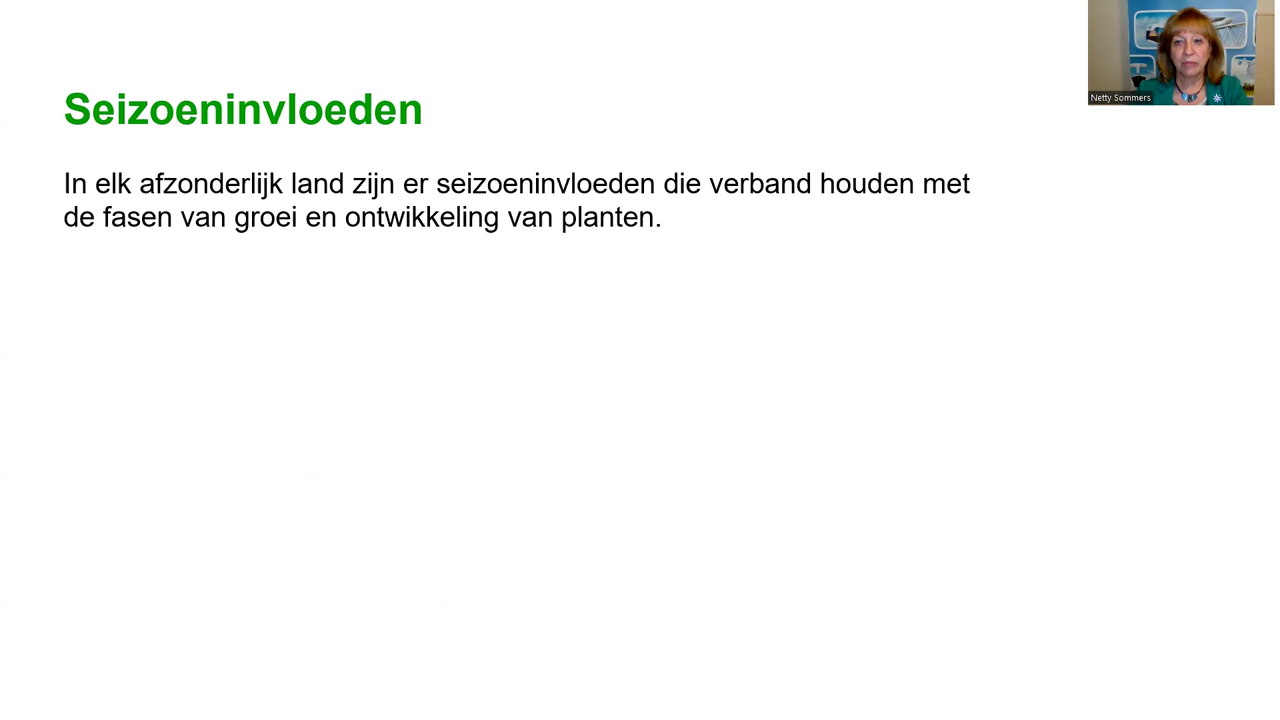 Seizoeninvloeden
In elk afzonderlijk land zijn er seizoeninvloeden die verband houden met
de fasen van groei en ontwikkeling van planten.
Netty Sommers